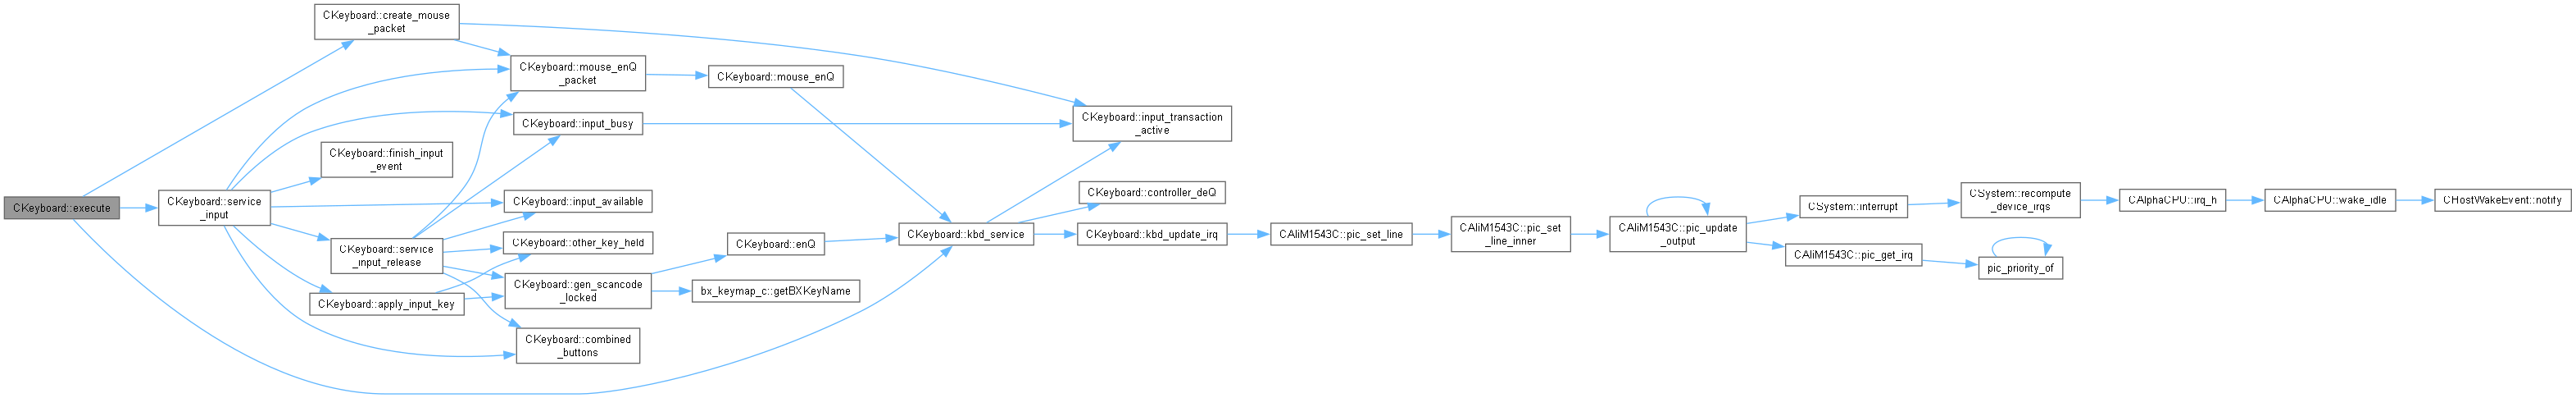 CKeyboard::execute
CKeyboard::create_mouse
_packet
CKeyboard::service
_input
CKeyboard::finish_input
_event
CKeyboard::service
_input_release
CKeyboard::apply_input_key
CKeyboard::mouse_enQ
_packet
CKeyboard::input_busy
CKeyboard::input_available
CKeyboard::other_key_held
CKeyboard::gen_scancode
_locked
CKeyboard::combined
_buttons
CKeyboard::mouse_enQ
CKeyboard::enQ
bx_keymap_c::getBXKeyName
CKeyboard::kbd_service
CKeyboard::input_transaction
_active
CKeyboard::controller_deQ
CKeyboard::kbd_update_irq
CAliM1543C::pic_set_line
CAliM1543C::pic_set
_line_inner
CAliM1543C::pic_update
_output
CSystem::interrupt
CAliM1543C::pic_get_irq
CSystem::recompute
_device_irqs
pic_priority_of
CAlphaCPU::irq_h
CAlphaCPU::wake_idle
CHostWakeEvent::notify